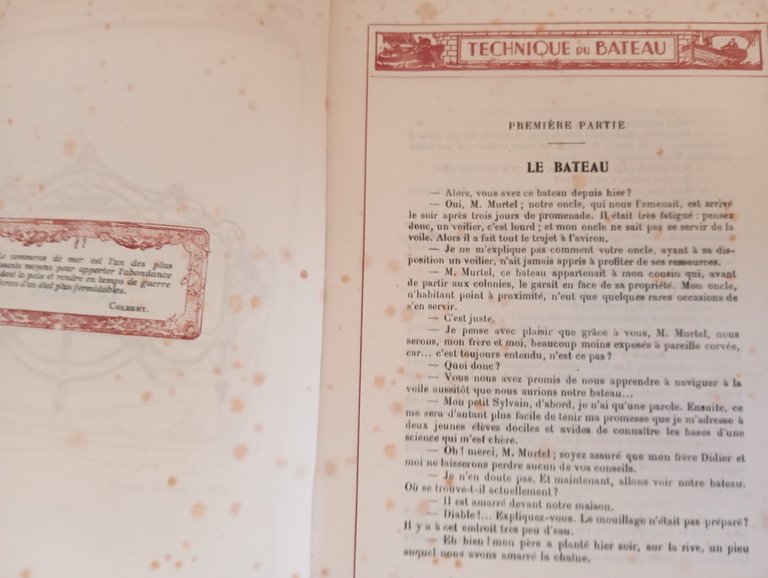 Le commerce de mer est l'un des plus
puissants moyens pour apporter l'abondance
dant la paix et rendre en temps de guerre
forces d'un état plus formidables.
COLBERT.
TECHNIQUE DU BATEAU
PREMIÈRE PARTIE
LE BATEAU
— Alors, vous avez ce bateau depuis hier?
— Oui, M. Murtel; notre oncle, qui nous l'amenait, est arrivé
le soir après trois jours de promenade. Il était très fatigué: pensez
donc, un voilier, c'est lourd; et mon oncle ne sait pas se servir de la
voile. Alors il a fait tout le trajet à l'aviron.
— Je ne m'explique pas comment votre oncle, ayant à sa dis-
position un voilier, n'ait jamais appris à profiter de ses ressources.
— M. Murtel, ce bateau appartenait à mon cousin qui, avant
de partir aux colonies, le garait en face de sa propriété. Mon oncle,
n'habitant point à proximité, n'eut que quelques rares occasions de
s'en servir.
— C'est juste.
— Je pense avec plaisir que grâce à vous, M. Murtel, nous
serons, mon frère et moi, beaucoup moins exposés à pareille corvée,
car... c'est toujours entendu, n'est-ce pas?
— Quoi donc?
— Vous nous avez promis de nous apprendre à naviguer à la
voile aussitôt que nous aurions notre bateau...
— Mon petit Sylvain, d'abord, je n'ai qu'une parole. Ensuite, ce
me sera d'autant plus facile de tenir ma promesse que je m'adresse à
deux jeunes élèves dociles et avides de connaître les bases d'une
science qui m'est chère.
— Oh! merci, M. Murtel; soyez assuré que mon frère Didier et
moi ne laisserons perdre aucun de vos conseils.
— Je n'en doute pas. Et maintenant, allons voir notre bateau.
Où se trouve-t-il actuellement?
— Il est amarré devant notre maison.
— Diable!... Expliquez-vous. Le mouillage n'était pas préparé?
Il y a à cet endroit très peu d'eau.
— Eh bien! mon père a planté hier soir, sur la rive, un pieu
auquel nous avons amarré la chaîne.